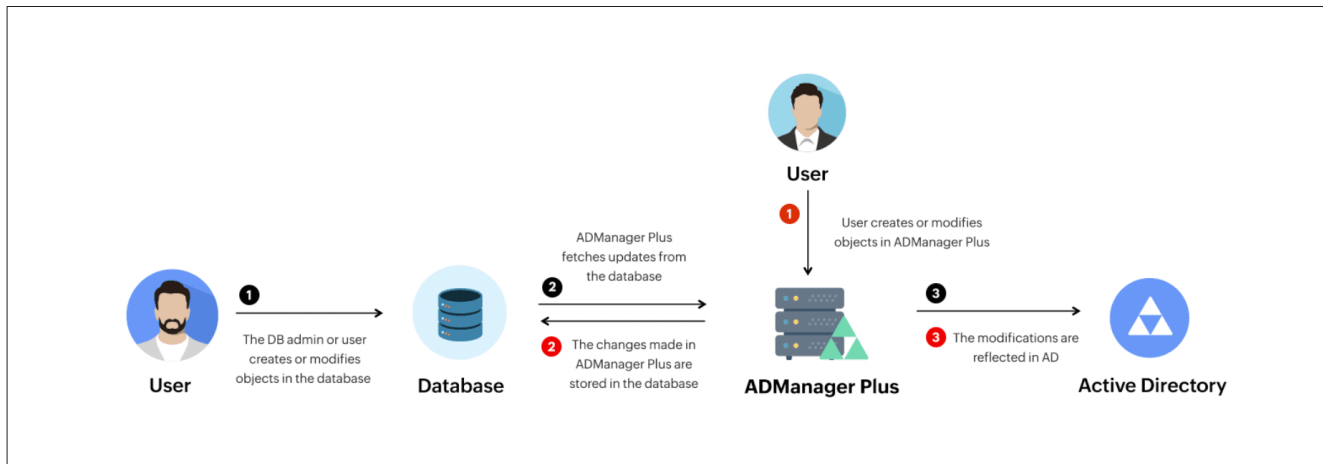 User
1
User creates or modifies
objects in ADManager Plus
ADManager Plus
fetches updates from
the database
1
2
3
The DB admin or user
creates or modifies
objects in the database
2
The changes made in
ADManager Plus are
stored in the database
3
The modifications are
reflected in AD
User
Database
ADManager Plus
Active Directory